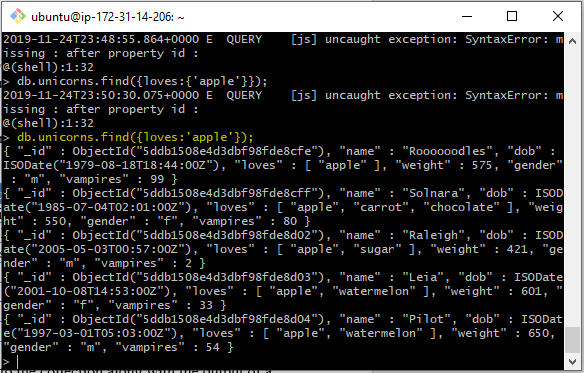 ubuntu@ip-172-31-14-206: ~
2019-11-24T23:48:55.864+0000 E  QUERY    [js] uncaught exception: SyntaxError: m
issing : after property id :
@(shell):1:32
> db.unicorns.find({loves:{'apple'}});
2019-11-24T23:50:30.075+0000 E  QUERY    [js] uncaught exception: SyntaxError: m
issing : after property id :
@(shell):1:32
> db.unicorns.find({loves:'apple'});
{ "_id" : ObjectId("5ddb1508e4d3dbf98fde8cfe"), "name" : "Roooooodles", "dob" :
ISODate("1979-08-18T18:44:00Z"), "loves" : [ "apple" ], "weight" : 575, "gender"
 : "m", "vampires" : 99 }
{ "_id" : ObjectId("5ddb1508e4d3dbf98fde8cff"), "name" : "Solnara", "dob" : ISOD
ate("1985-07-04T02:01:00Z"), "loves" : [ "apple", "carrot", "chocolate" ], "weig
ht" : 550, "gender" : "f", "vampires" : 80 }
{ "_id" : ObjectId("5ddb1508e4d3dbf98fde8d02"), "name" : "Raleigh", "dob" : ISOD
ate("2005-05-03T00:57:00Z"), "loves" : [ "apple", "sugar" ], "weight" : 421, "ge
nder" : "m", "vampires" : 2 }
{ "_id" : ObjectId("5ddb1508e4d3dbf98fde8d03"), "name" : "Leia", "dob" : ISODate
("2001-10-08T14:53:00Z"), "loves" : [ "apple", "watermelon" ], "weight" : 601, "
gender" : "f", "vampires" : 33 }
{ "_id" : ObjectId("5ddb1508e4d3dbf98fde8d04"), "name" : "Pilot", "dob" : ISODat
e("1997-03-01T05:03:00Z"), "loves" : [ "apple", "watermelon" ], "weight" : 650,
"gender" : "m", "vampires" : 54 }
>